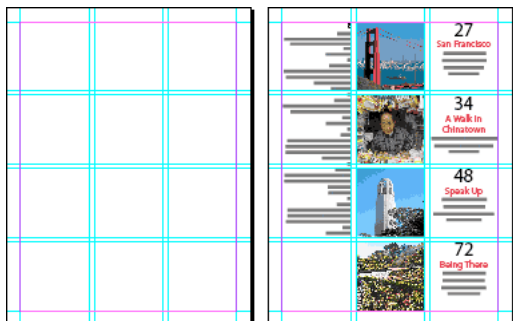 27
San Francisco
34
A Walk in
Chinatown
48
Speak Up
72
Being There